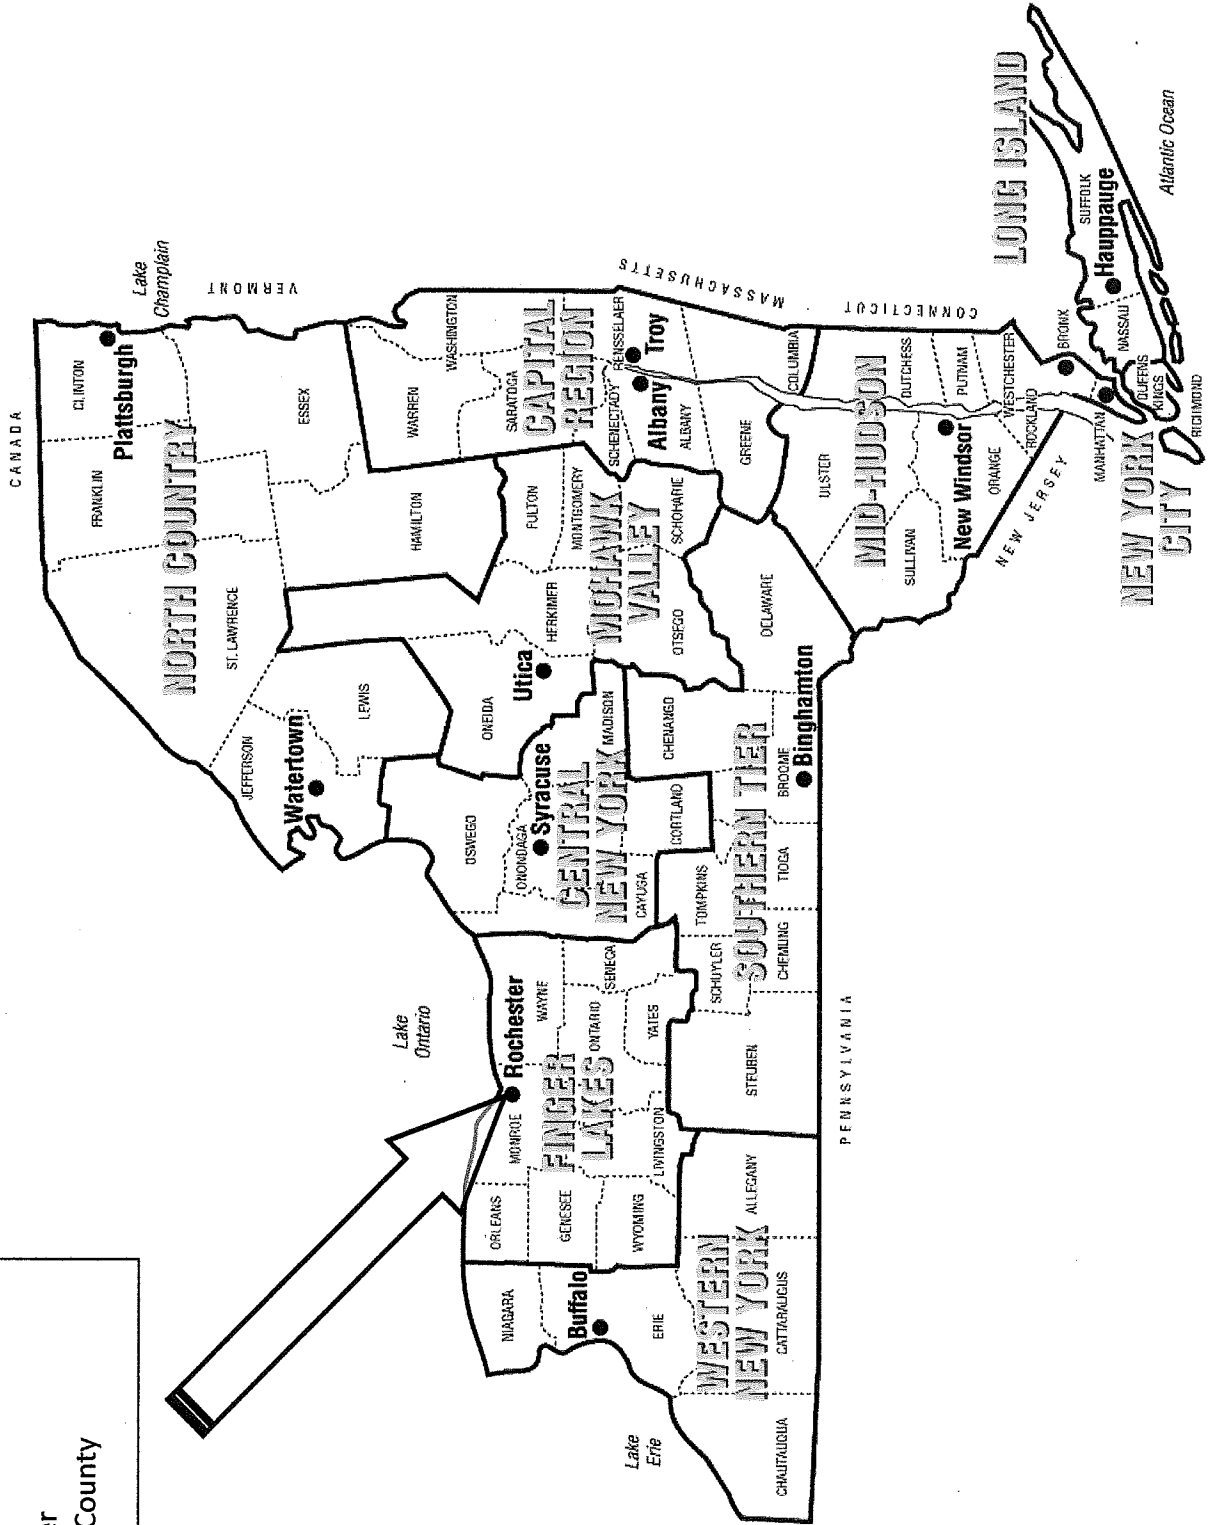 er
County
CANADA
Lake
Champlain
VERMONT
MASSACHUSETTS
CONNECTICUT
NEW JERSEY
PENNSYLVANIA
Lake
Ontario
Lake
Erie
Atlantic Ocean
NORTH COUNTRY
CLINTON
Plattsburgh
FRANKLIN
ST. LAWRENCE
ESSEX
HAMILTON
JEFFERSON
Watertown
LEWIS
CAPITAL
REGION
WARREN
WASHINGTON
SARATOGA
SCHENECTADY
RENSSELAER
Troy
Albany
ALBANY
GREENE
COLUMBIA
MOHAWK
VALLEY
FULTON
MONTGOMERY
HERKIMER
ONEIDA
Utica
SCHOHARIE
OTSEGO
CENTRAL
NEW YORK
OSWEGO
ONONDAGA
Syracuse
MADISON
CAYUGA
CORTLAND
FINGER
LAKES
Rochester
MONROE
WAYNE
ORLEANS
GENESEE
ONTARIO
SENECA
YATES
LIVINGSTON
WYOMING
WESTERN
NEW YORK
NIAGARA
Buffalo
ERIE
ALLEGANY
CATTARAUGUS
CHAUTAUQUA
SOUTHERN TIER
CHENANGO
DELAWARE
BROOME
Binghamton
TIOGA
TOMPKINS
SCHUYLER
CHEMUNG
STEUBEN
MID-HUDSON
ULSTER
DUTCHESS
SULLIVAN
New Windsor
ORANGE
PUTNAM
WESTCHESTER
ROCKLAND
NEW YORK
CITY
BRONX
MANHATTAN
QUEENS
KINGS
RICHMOND
LONG ISLAND
NASSAU
SUFFOLK
Hauppauge